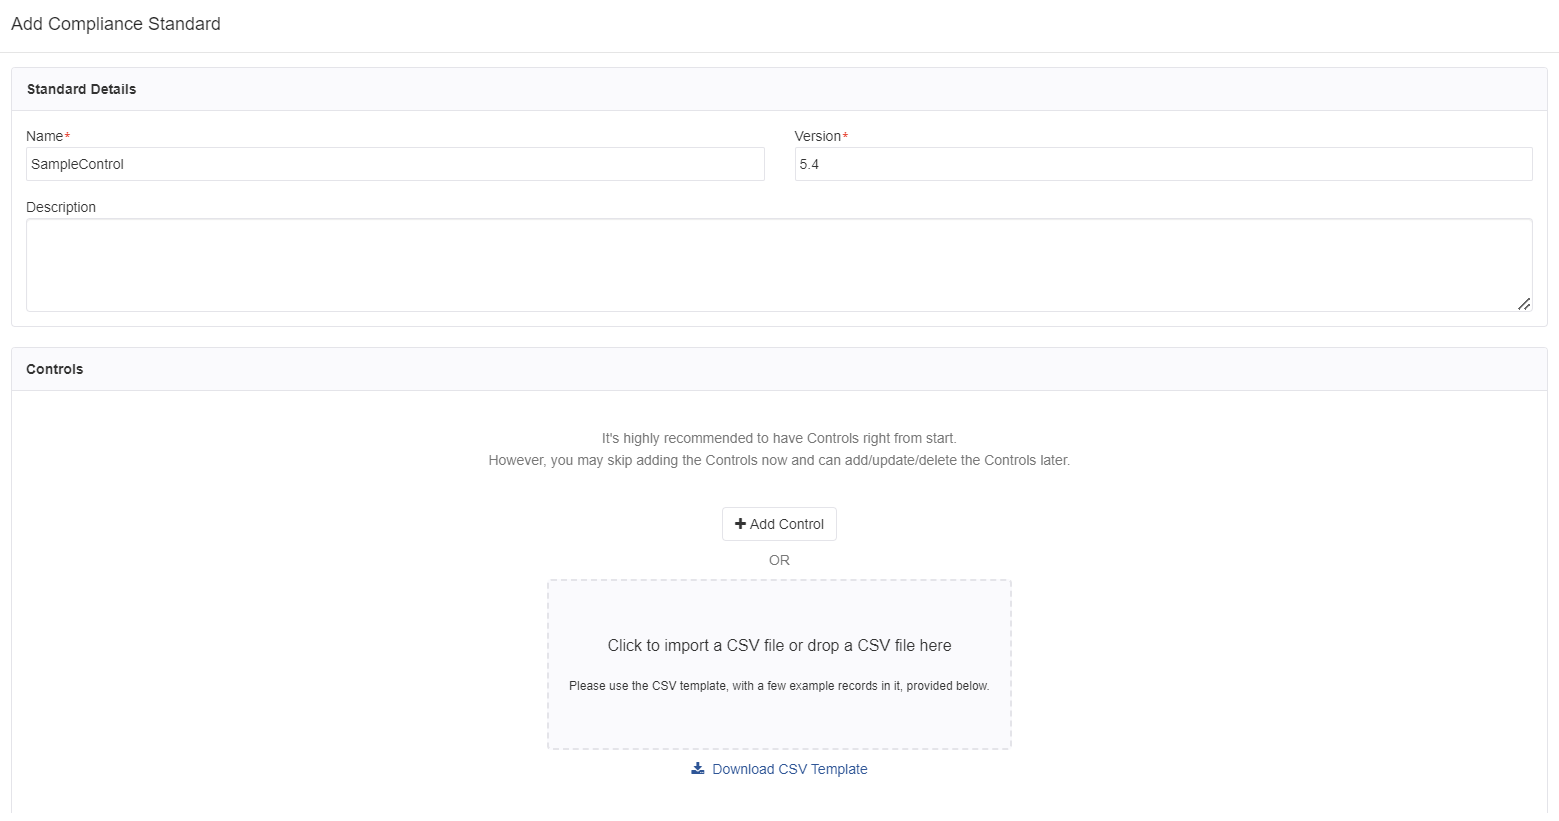 Add Compliance Standard
Standard Details
Name*
Version*
SampleControl
5.4
Description
Controls
It's highly recommended to have Controls right from start.
However, you may skip adding the Controls now and can add/update/delete the Controls later.
Add Control
OR
Click to import a CSV file or drop a CSV file here
Please use the CSV template, with a few example records in it, provided below.
Download CSV Template